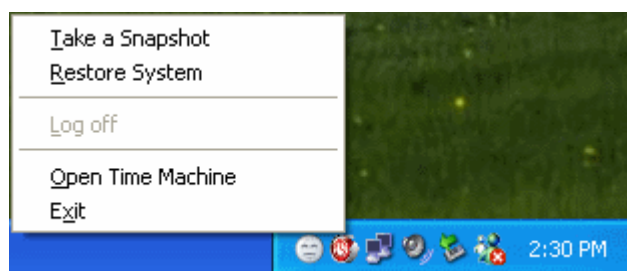 Take a Snapshot
Restore System
Log off
Open Time Machine
Exit
2:30 PM